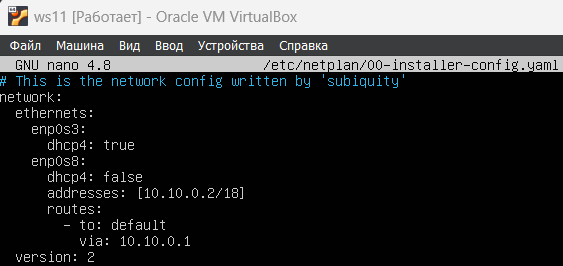 ws11 [Работает] - Oracle VM VirtualBox
Файл Машина Вид Ввод Устройства Справка
GNU nano 4.8 /etc/netplan/00-installer-config.yaml
# This is the network config written by 'subiquity'
network:
  ethernets:
    enp0s3:
      dhcp4: true
    enp0s8:
      dhcp4: false
      addresses: [10.10.0.2/18]
      routes:
        - to: default
          via: 10.10.0.1
  version: 2